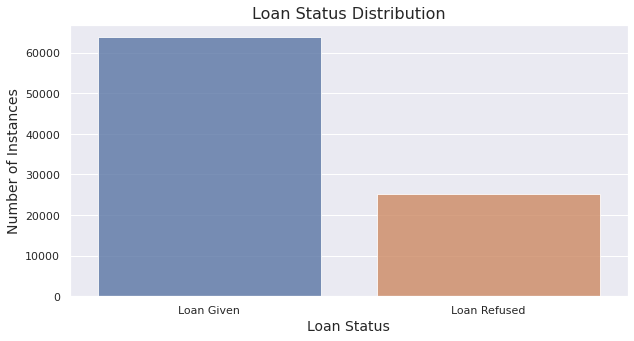 Loan Status Distribution
Number of Instances
60000
50000
40000
30000
20000
10000
0
Loan Given
Loan Refused
Loan Status